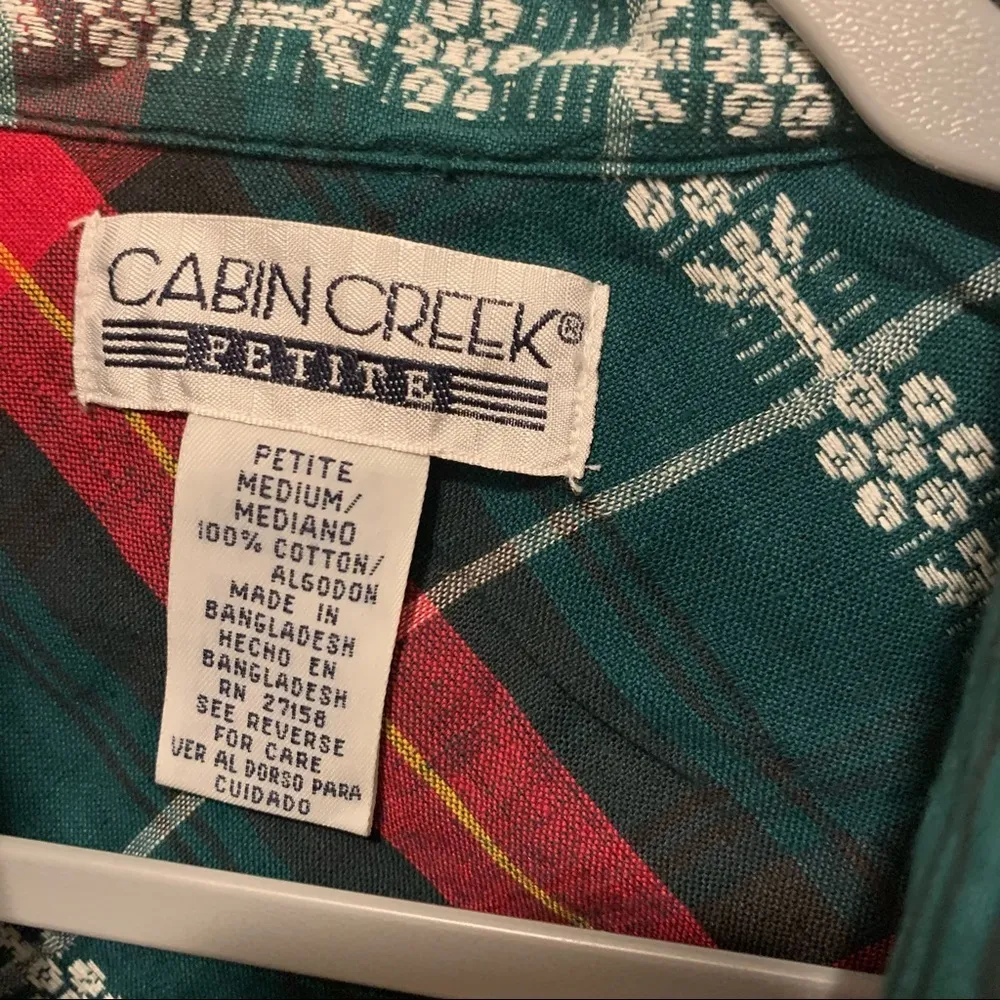 CABIN CREEK®
PETITE
PETITE
MEDIUM/
MEDIANO
100% COTTON/
ALGODON
MADE IN
BANGLADESH
HECHO EN
BANGLADESH
RN 27158
SEE REVERSE
FOR CARE
VER AL DORSO PARA
CUIDADO